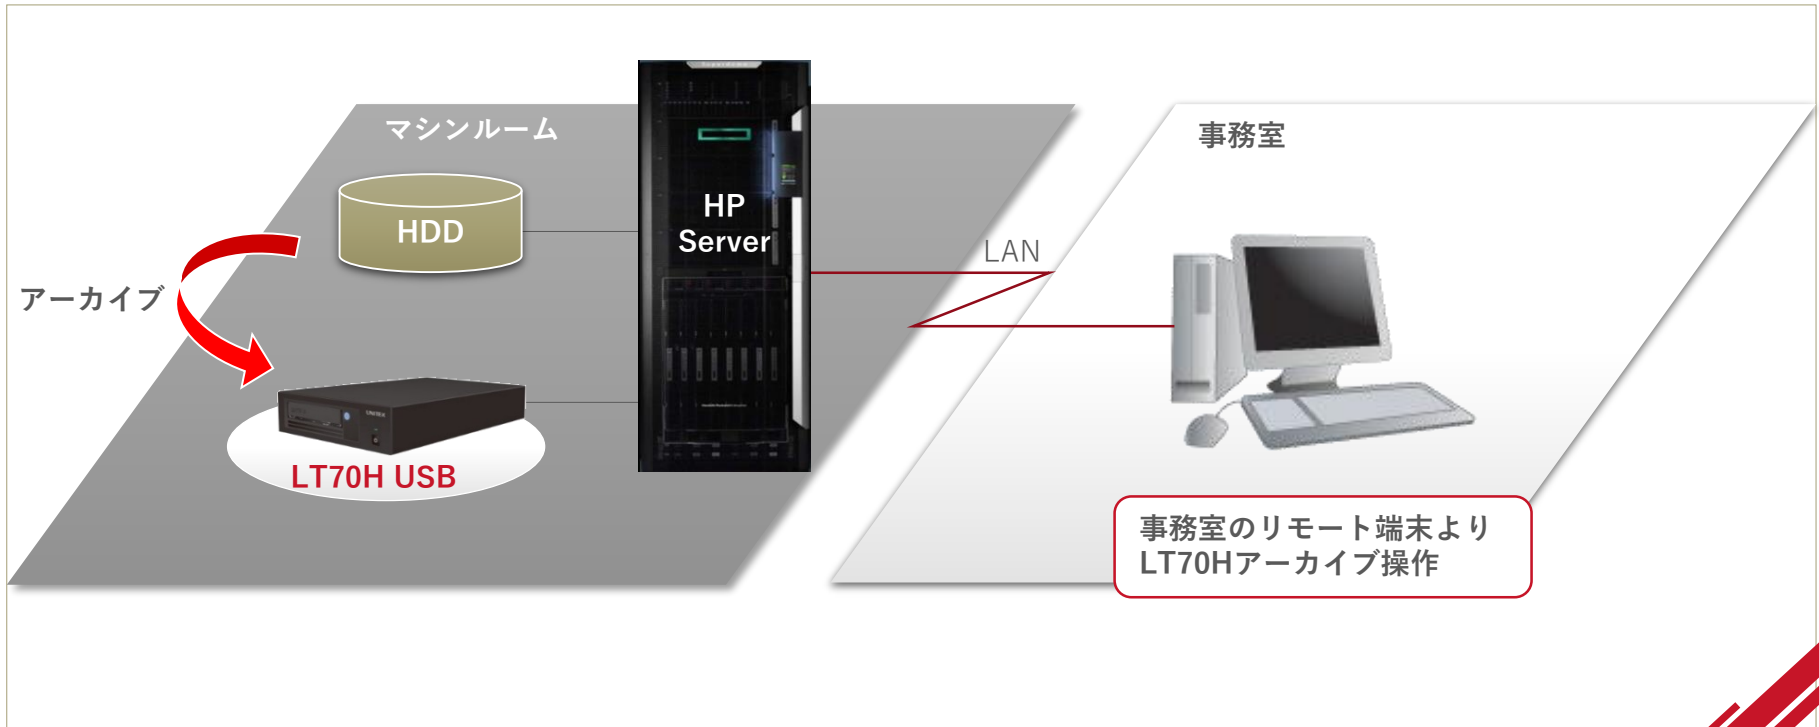 マシンルーム
HDD
アーカイブ
LT70H USB
HP
Server
LAN
事務室
事務室のリモート端末より
LT70Hアーカイブ操作